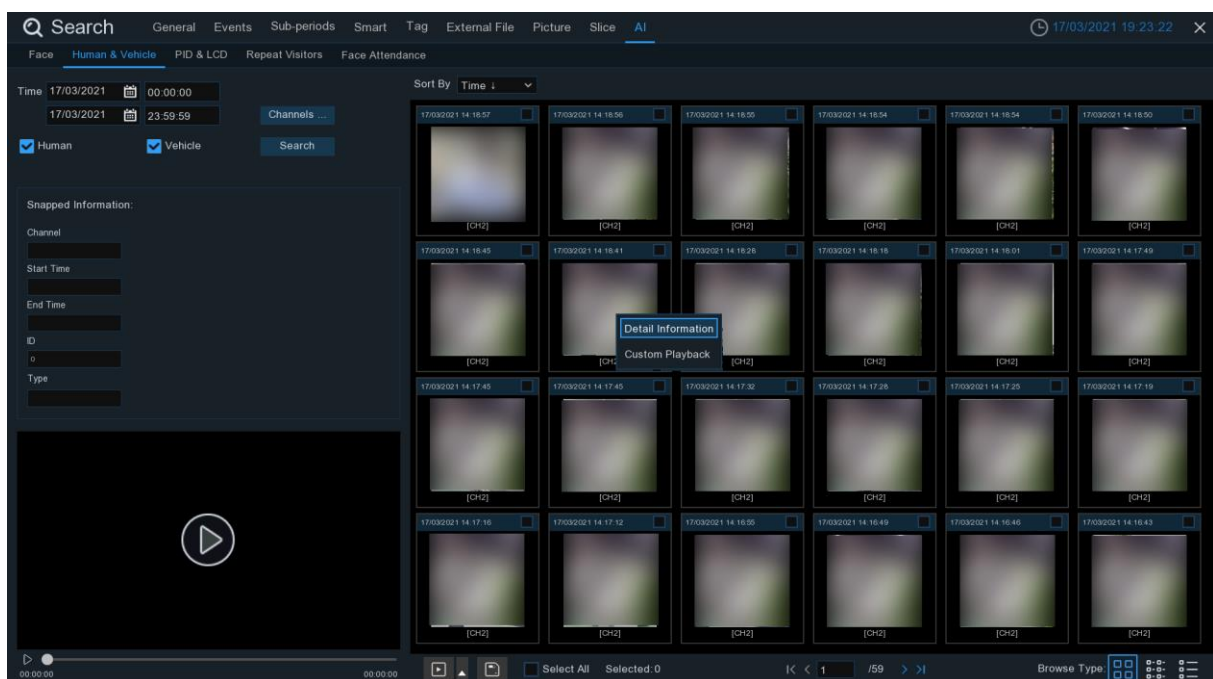 Search General Events Sub-periods Smart Tag External File Picture Slice AI 17/03/2021 19:23:22
Face Human & Vehicle PID & LCD Repeat Visitors Face Attendance
Sort By Time ↓
Time 17/03/2021 00:00:00
17/03/2021 23:59:59 Channels ...
Human Vehicle Search
Snapped Information:
Channel
Start Time
End Time
ID
0
Type
00:00:00 00:00:00
17/03/2021 14:18:57 17/03/2021 14:18:56 17/03/2021 14:18:55 17/03/2021 14:18:54 17/03/2021 14:18:54 17/03/2021 14:18:50
[CH2] [CH2] [CH2] [CH2] [CH2] [CH2]
17/03/2021 14:18:45 17/03/2021 14:18:41 17/03/2021 14:18:26 17/03/2021 14:18:16 17/03/2021 14:18:01 17/03/2021 14:17:49
Detail Information
Custom Playback
[CH2] [CH2 [CH2] [CH2] [CH2] [CH2]
17/03/2021 14:17:45 17/03/2021 14:17:45 17/03/2021 14:17:32 17/03/2021 14:17:26 17/03/2021 14:17:25 17/03/2021 14:17:19
[CH2] [CH2] [CH2] [CH2] [CH2] [CH2]
17/03/2021 14:17:16 17/03/2021 14:17:12 17/03/2021 14:16:55 17/03/2021 14:16:49 17/03/2021 14:16:46 17/03/2021 14:16:43
[CH2] [CH2] [CH2] [CH2] [CH2] [CH2]
Select All Selected:0 1 /59 Browse Type: